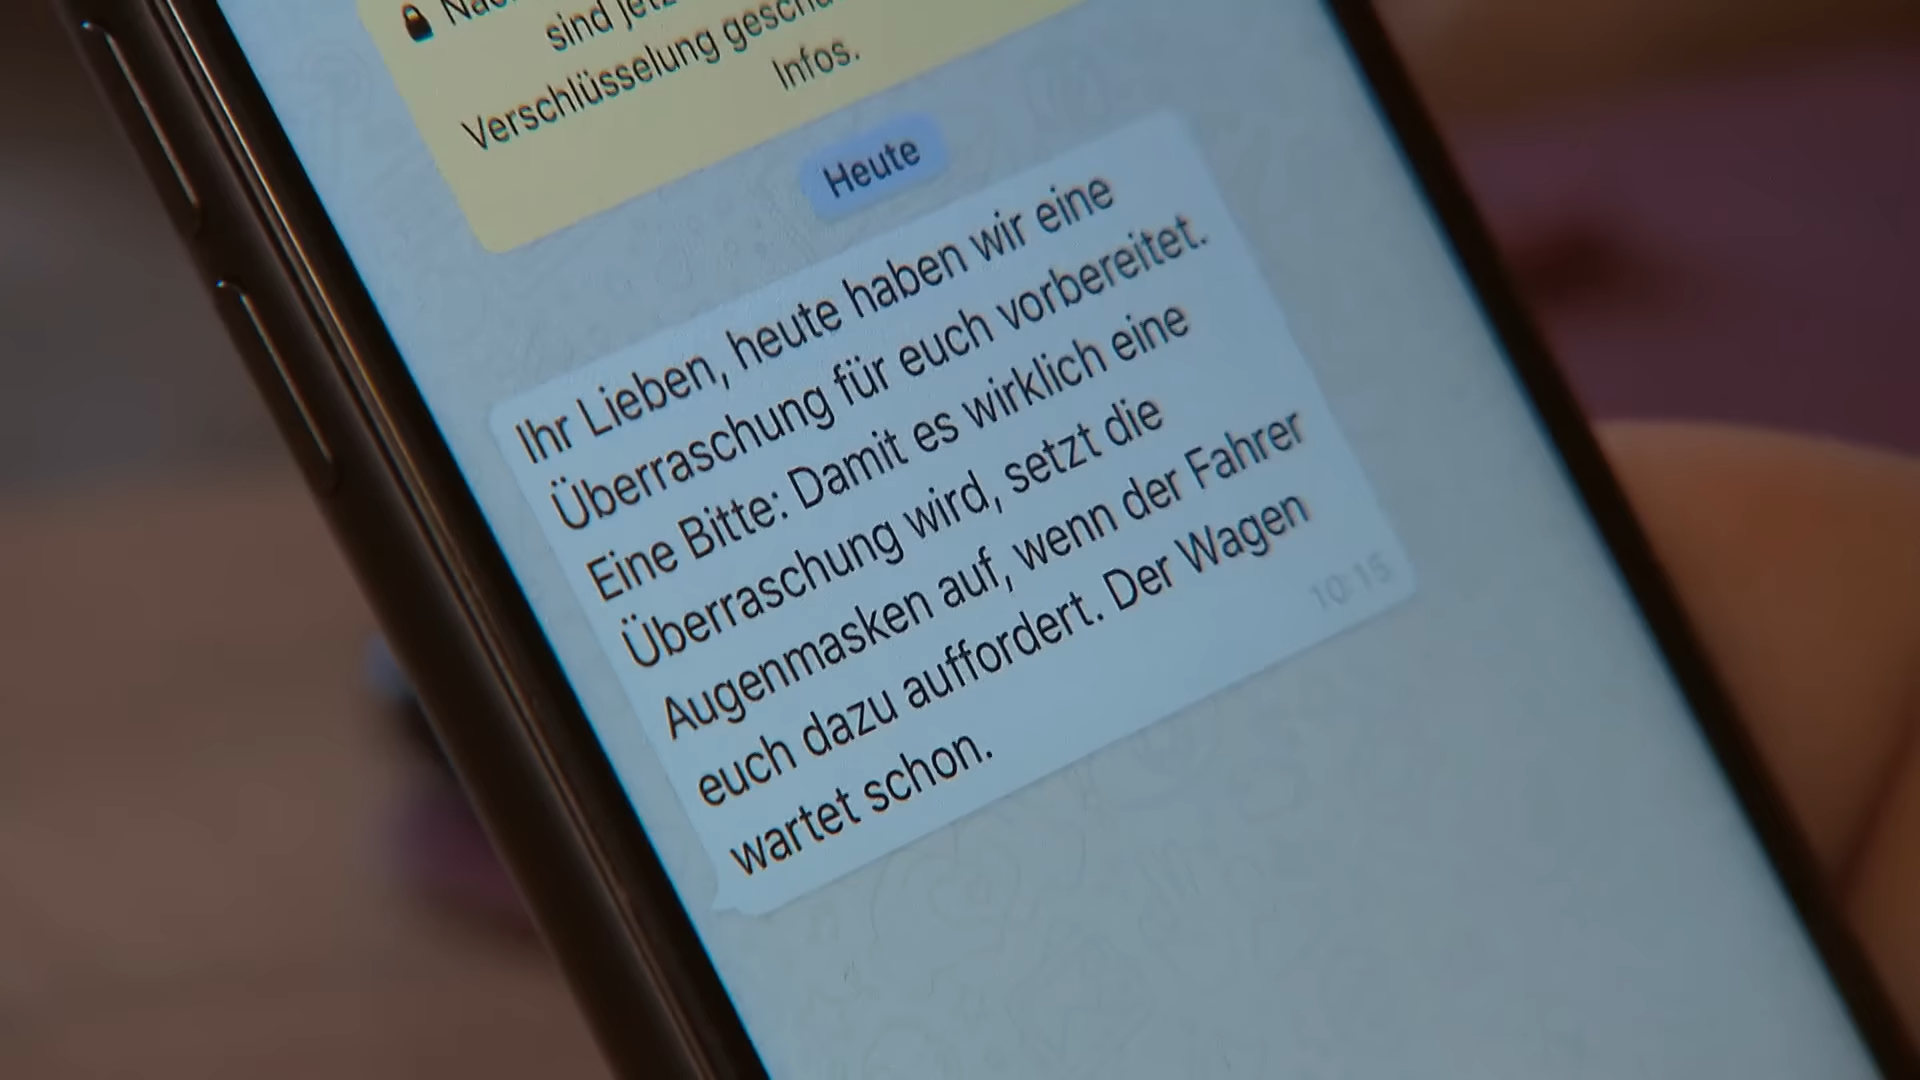 sind jetzt
Verschlüsselung
Infos.
Heute
Ihr Lieben, heute haben wir eine
Überraschung für euch vorbereitet.
Eine Bitte: Damit es wirklich eine
Überraschung wird, setzt die
Augenmasken auf, wenn der Fahrer
euch dazu auffordert. Der Wagen
wartet schon.
10:15